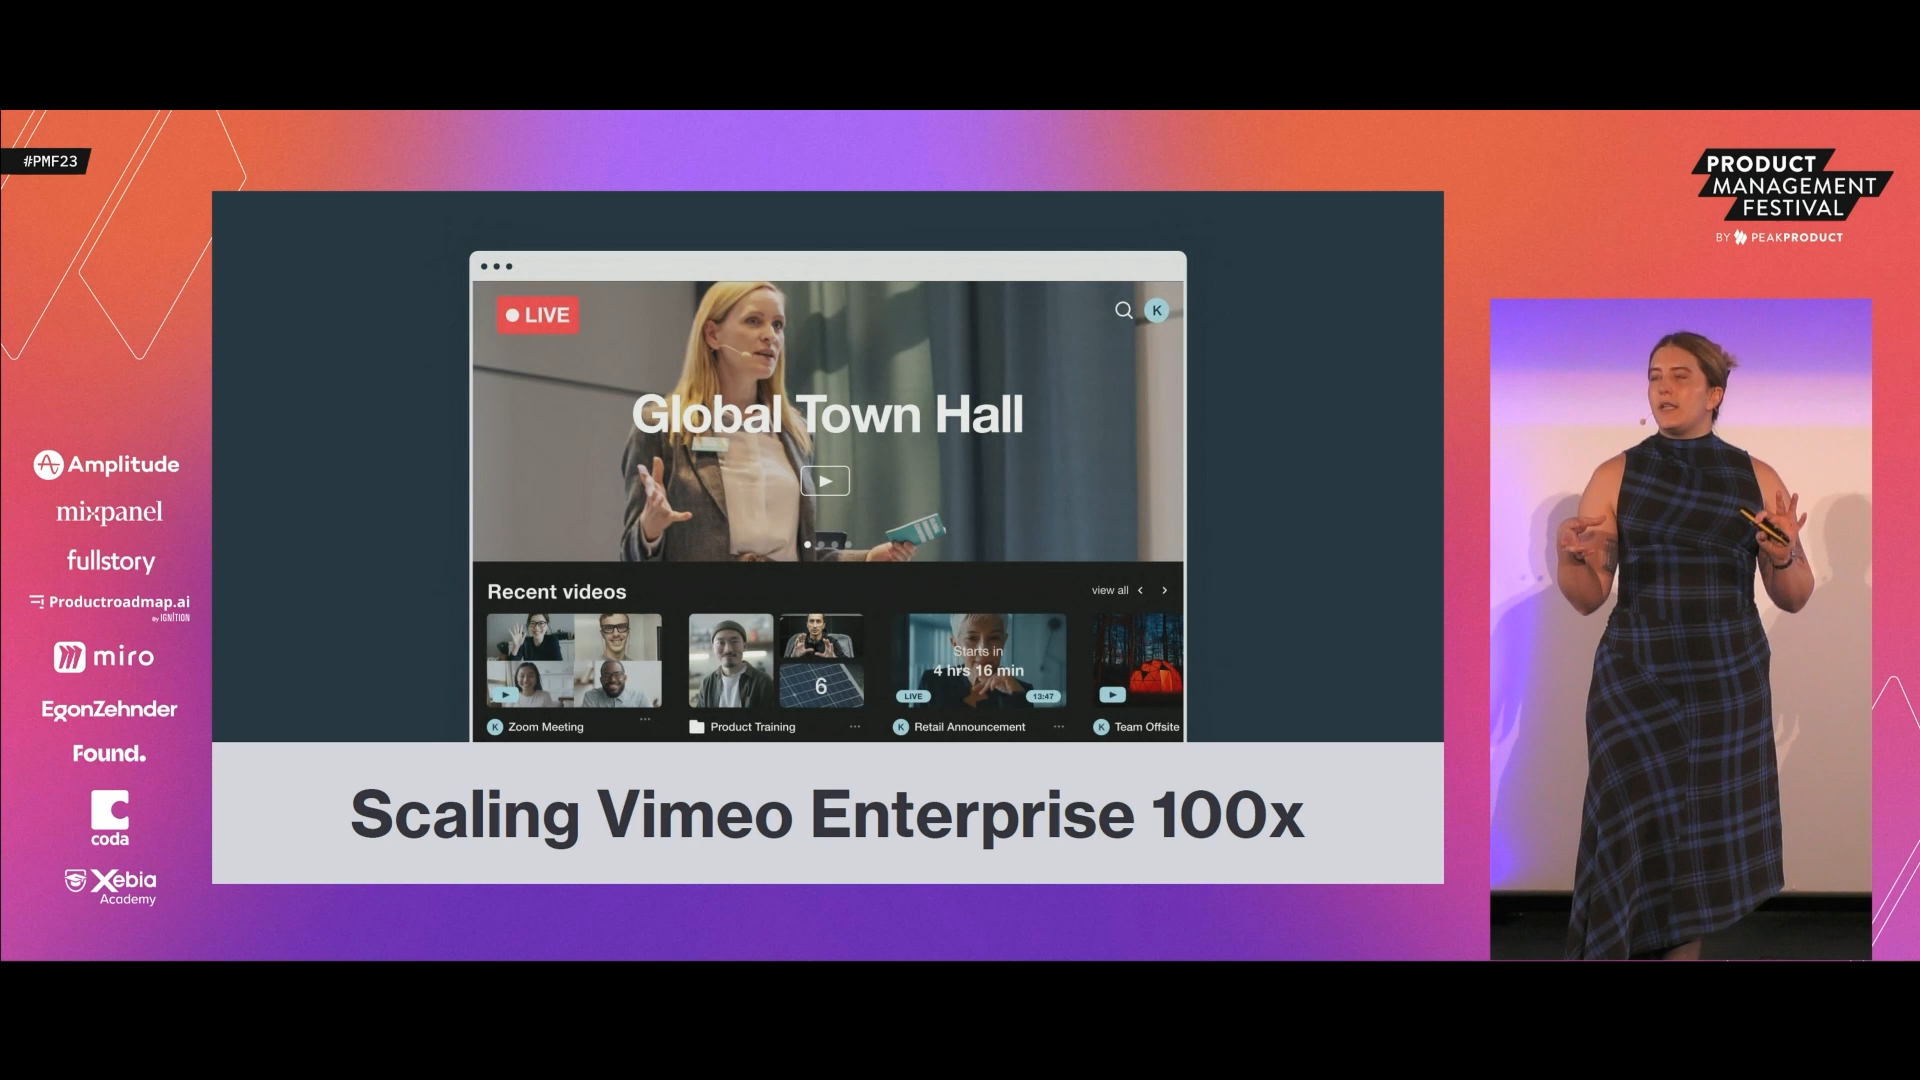 #PMF23
PRODUCT
MANAGEMENT
FESTIVAL
BY PEAKPRODUCT
LIVE
K
Global Town Hall
Recent videos
view all
Starts in
4 hrs 16 min
6
LIVE
13:47
K Zoom Meeting
Product Training
K Retail Announcement
K Team Offsite
Scaling Vimeo Enterprise 100x
Amplitude
mixpanel
fullstory
Productroadmap.ai
By IGNITION
miro
EgonZehnder
Found.
coda
Xebia
Academy